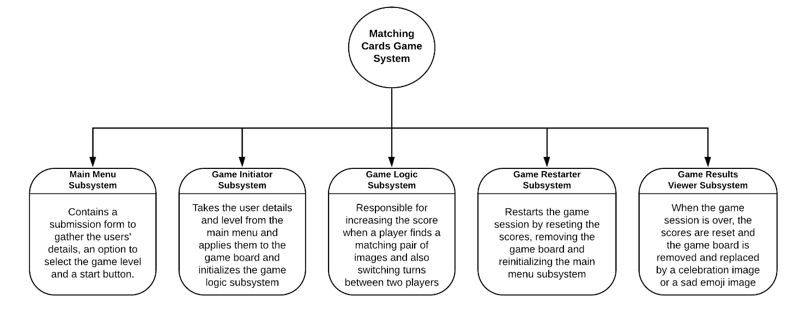 Matching
Cards Game
System
Main Menu
Subsystem
Contains a
submission form to
gather the users'
details, an option to
select the game level
and a start button.
Game Initiator
Subsystem
Takes the user details
and level from the
main menu and
applies them to the
game board and
initializes the game
logic subsystem
Game Logic
Subsystem
Responsible for
increasing the score
when a player finds a
matching pair of
images and also
switching turns
between two players
Game Restarter
Subsystem
Restarts the game
session by reseting the
scores, removing the
game board and
reinitializing the main
menu subsystem
Game Results
Viewer Subsystem
When the game
session is over, the
scores are reset and
the game board is
removed and replaced
by a celebration image
or a sad emoji image